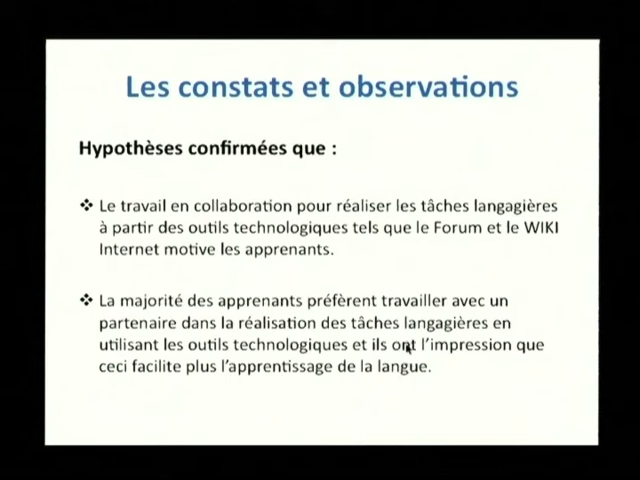 Les constats et observations
Hypothèses confirmées que :
❖ Le travail en collaboration pour réaliser les tâches langagières
à partir des outils technologiques tels que le Forum et le WIKI
Internet motive les apprenants.
❖ La majorité des apprenants préfèrent travailler avec un
partenaire dans la réalisation des tâches langagières en
utilisant les outils technologiques et ils ont l'impression que
ceci facilite plus l'apprentissage de la langue.